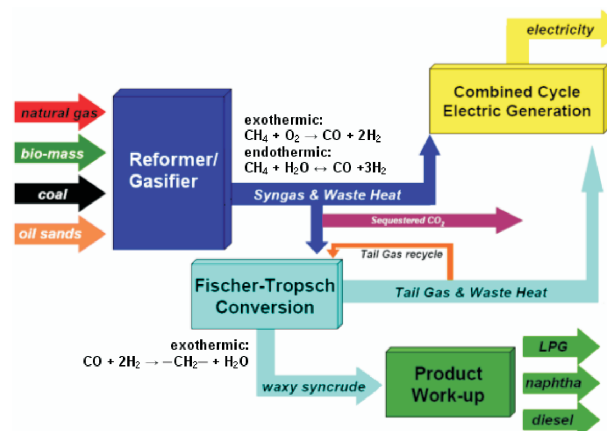 electricity
Combined Cycle
Electric Generation
natural gas
bio-mass
coal
oil sands
Reformer/
Gasifier
exothermic:
CH₄ + O₂ → CO + 2H₂
endothermic:
CH₄ + H₂O ↔ CO +3H₂
Syngas & Waste Heat
Sequestered CO₂
Tail Gas recycle
Fischer-Tropsch
Conversion
Tail Gas & Waste Heat
exothermic:
CO + 2H₂ → –CH₂– + H₂O
waxy syncrude
Product
Work-up
LPG
naphtha
diesel